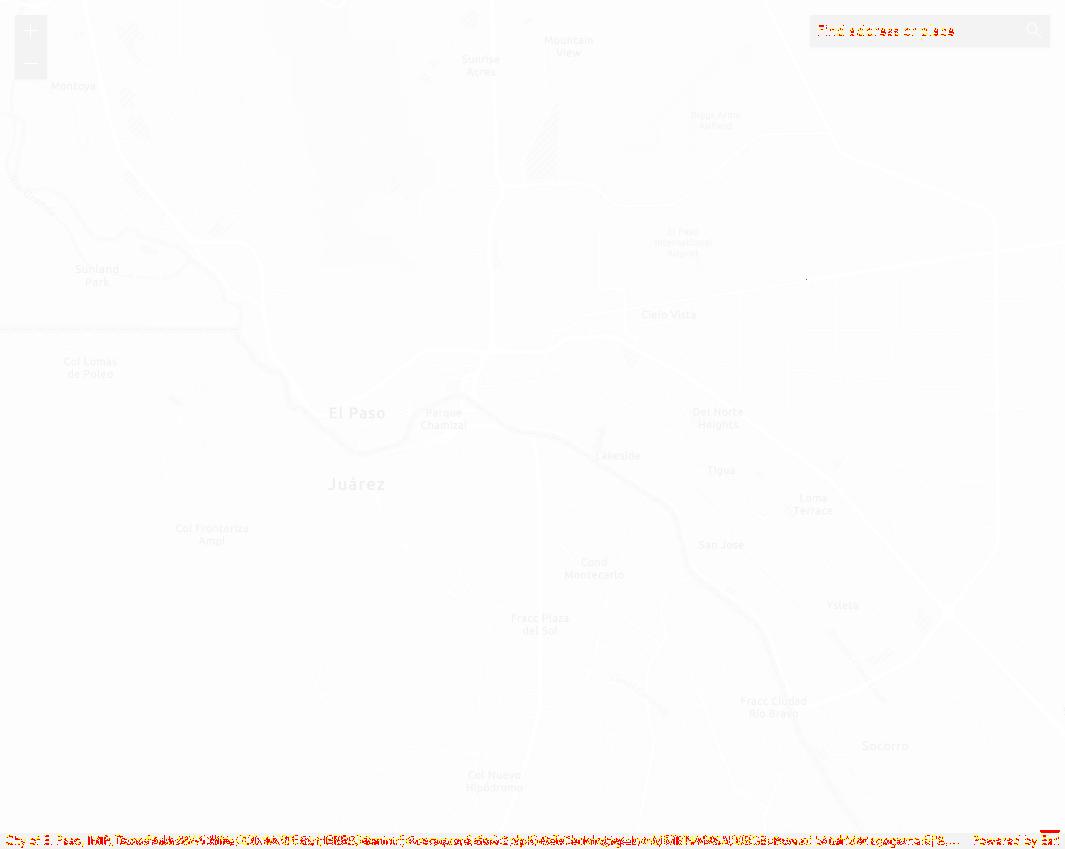 Find address or place
Mountain
View
Sunrise
Acres
Montoya
Biggs Army
Airfield
El Paso
International
Airport
Sunland
Park
Cielo Vista
Col Lomas
de Poleo
El Paso
Parque
Chamizal
Del Norte
Heights
Lakeside
Tigua
Juárez
Loma
Terrace
Col Fronteriza
Ampl
San Jose
Cond
Montecarlo
Ysleta
Fracc Plaza
del Sol
Fracc Ciudad
Río Bravo
Socorro
Col Nuevo
Hipódromo
City of El Paso,
Powered by Esri